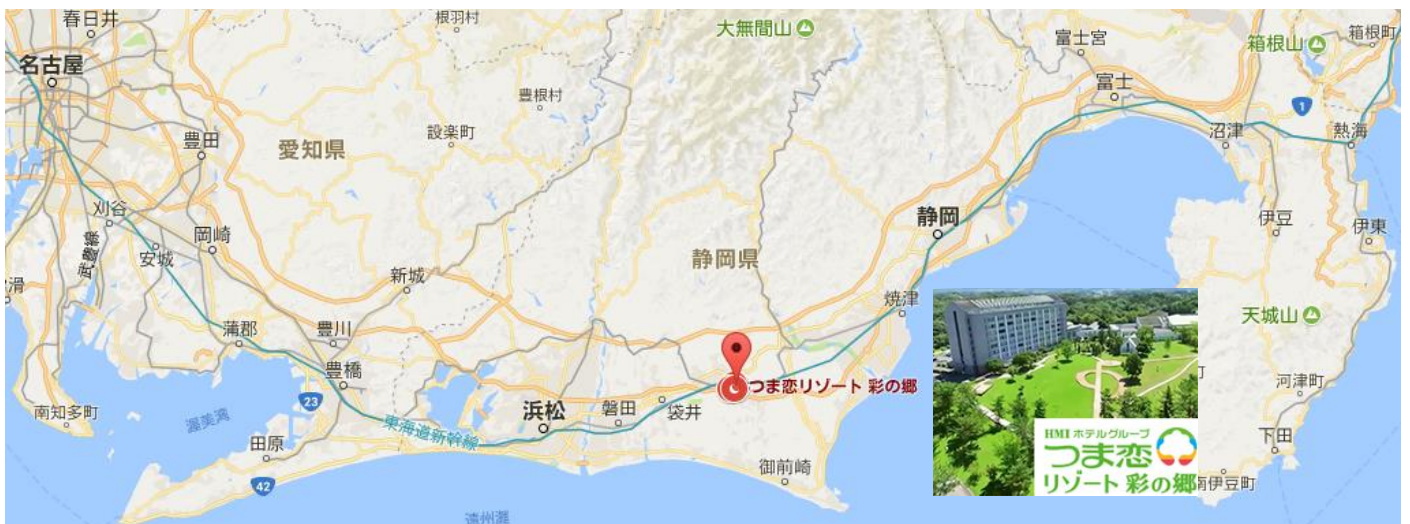 春日井
根羽村
大無間山
富士宮
箱根山
箱根町
名古屋
豊根村
富士
1
豊田
設楽町
愛知県
沼津
熱海
刈谷
武豊線
岡崎
安城
静岡
伊豆
伊東
新城
静岡県
滑
焼津
蒲郡
豊川
天城山
豊橋
つま恋リゾート 彩の郷
河津町
23
浜松
磐田
袋井
南知多町
渥美湾
東海道新幹線
田原
御前崎
下田
42
遠州灘
HMI ホテルグループ
つま恋
リゾート 彩の郷
南伊豆町